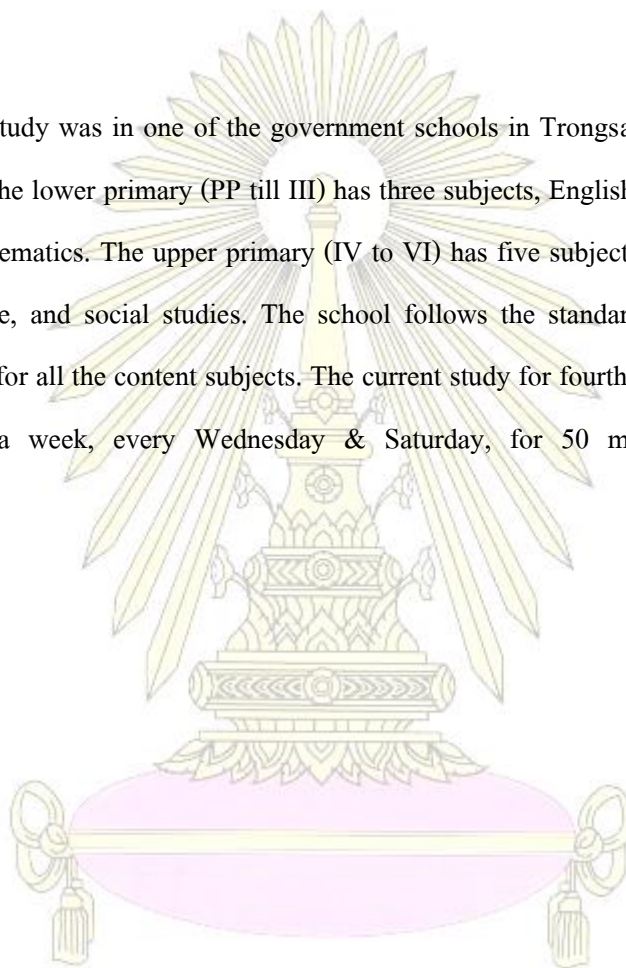 tudy was in one of the government schools in Trongsa
he lower primary (PP till III) has three subjects, English
ematics. The upper primary (IV to VI) has five subject
e, and social studies. The school follows the standar
for all the content subjects. The current study for fourth
a week, every Wednesday & Saturday, for 50 m